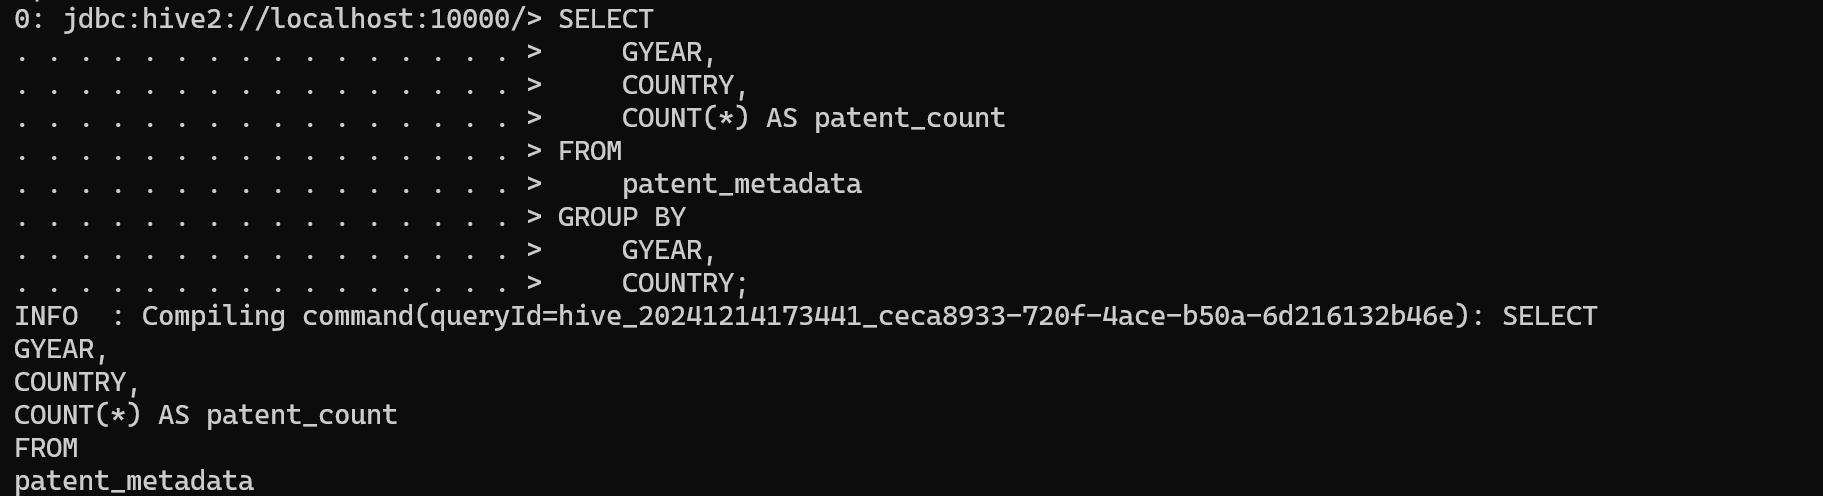 0: jdbc:hive2://localhost:10000/> SELECT
. . . . . . . . . . . . . . . . >     GYEAR,
. . . . . . . . . . . . . . . . >     COUNTRY,
. . . . . . . . . . . . . . . . >     COUNT(*) AS patent_count
. . . . . . . . . . . . . . . . > FROM
. . . . . . . . . . . . . . . . >     patent_metadata
. . . . . . . . . . . . . . . . > GROUP BY
. . . . . . . . . . . . . . . . >     GYEAR,
. . . . . . . . . . . . . . . . >     COUNTRY;
INFO  : Compiling command(queryId=hive_20241214173441_ceca8933-720f-4ace-b50a-6d216132b46e): SELECT
GYEAR,
COUNTRY,
COUNT(*) AS patent_count
FROM
patent_metadata